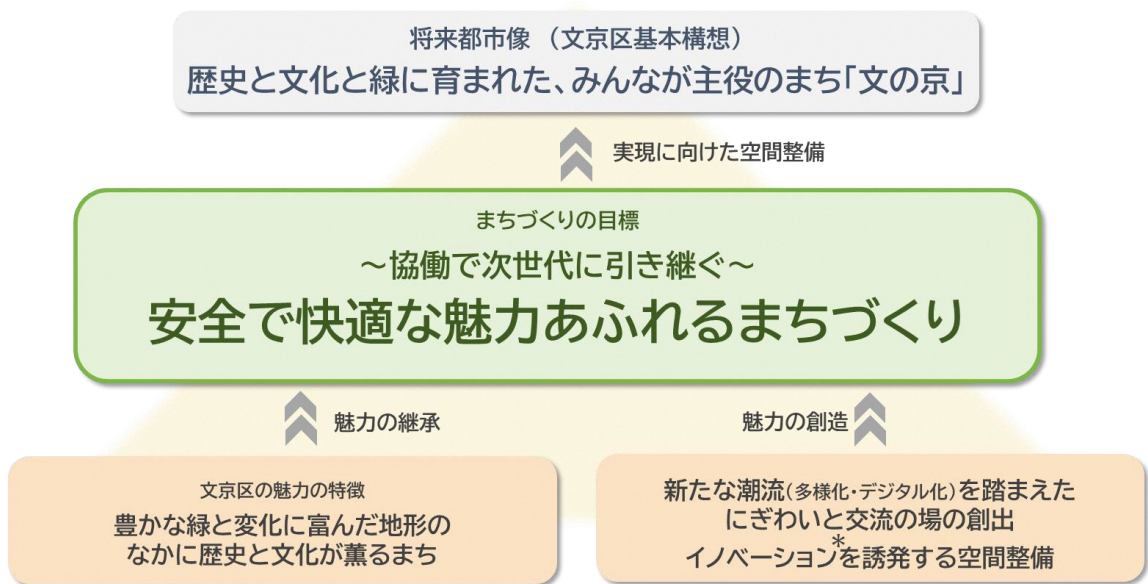 将来都市像 （文京区基本構想）
歴史と文化と緑に育まれた、みんなが主役のまち「文の京」
実現に向けた空間整備
まちづくりの目標
～協働で次世代に引き継ぐ～
安全で快適な魅力あふれるまちづくり
魅力の継承
魅力の創造
文京区の魅力の特徴
豊かな緑と変化に富んだ地形の
なかに歴史と文化が薫るまち
新たな潮流(多様化・デジタル化)を踏まえた
にぎわいと交流の場の創出
イノベーション*を誘発する空間整備